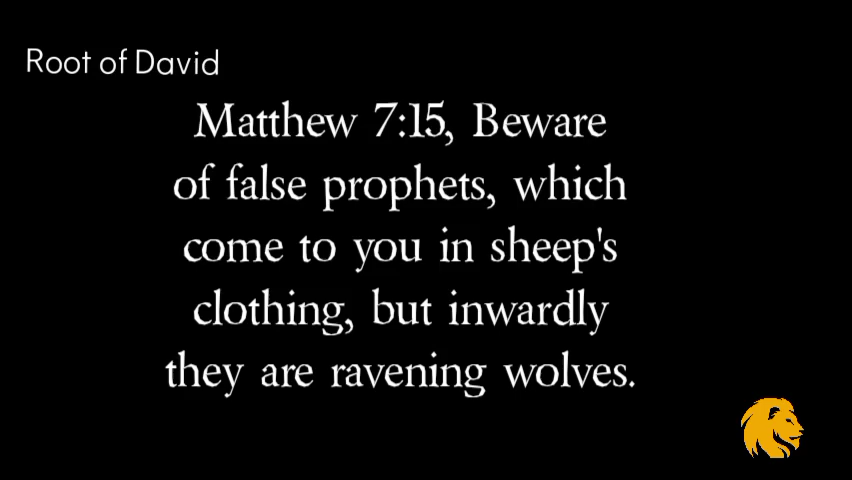 Root of David
Matthew 7:15, Beware
of false prophets, which
come to you in sheep's
clothing, but inwardly
they are ravening wolves.